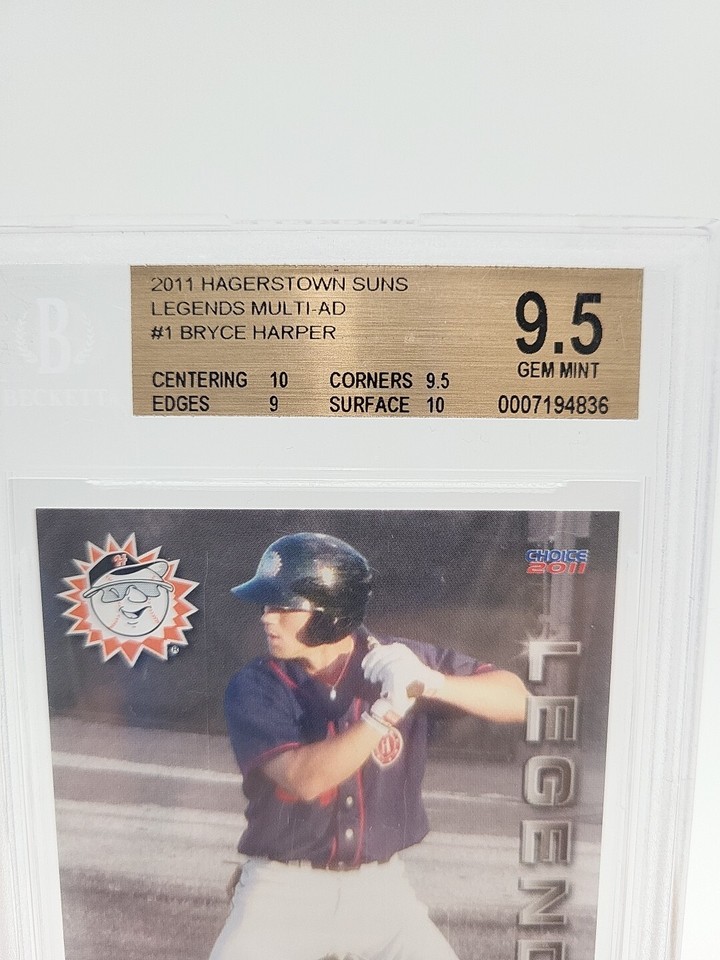 2011 HAGERSTOWN SUNS
LEGENDS MULTI-AD
#1 BRYCE HARPER
9.5
GEM MINT
CENTERING 10 CORNERS 9.5
EDGES 9 SURFACE 10
0007194836
B
BECKETT
H
®
CHOICE
2011
LEGEND